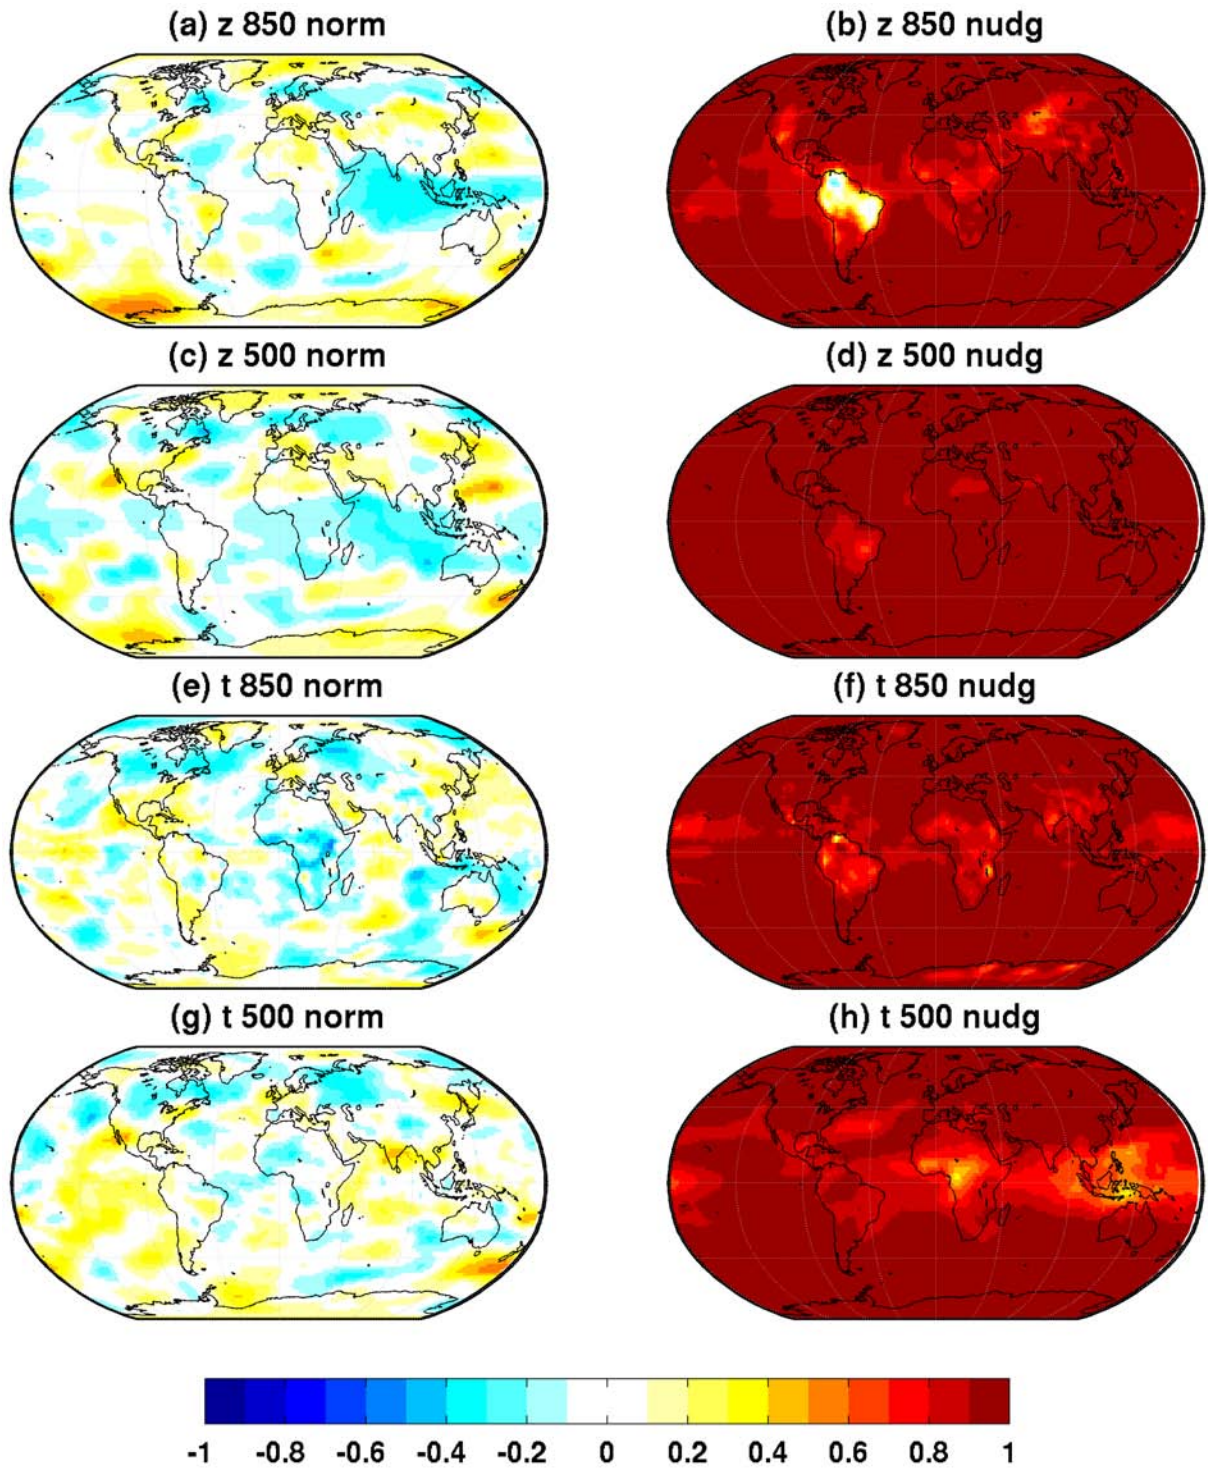 (a) z 850 norm
(b) z 850 nudg
(c) z 500 norm
(d) z 500 nudg
(e) t 850 norm
(f) t 850 nudg
(g) t 500 norm
(h) t 500 nudg
-1 -0.8 -0.6 -0.4 -0.2 0 0.2 0.4 0.6 0.8 1